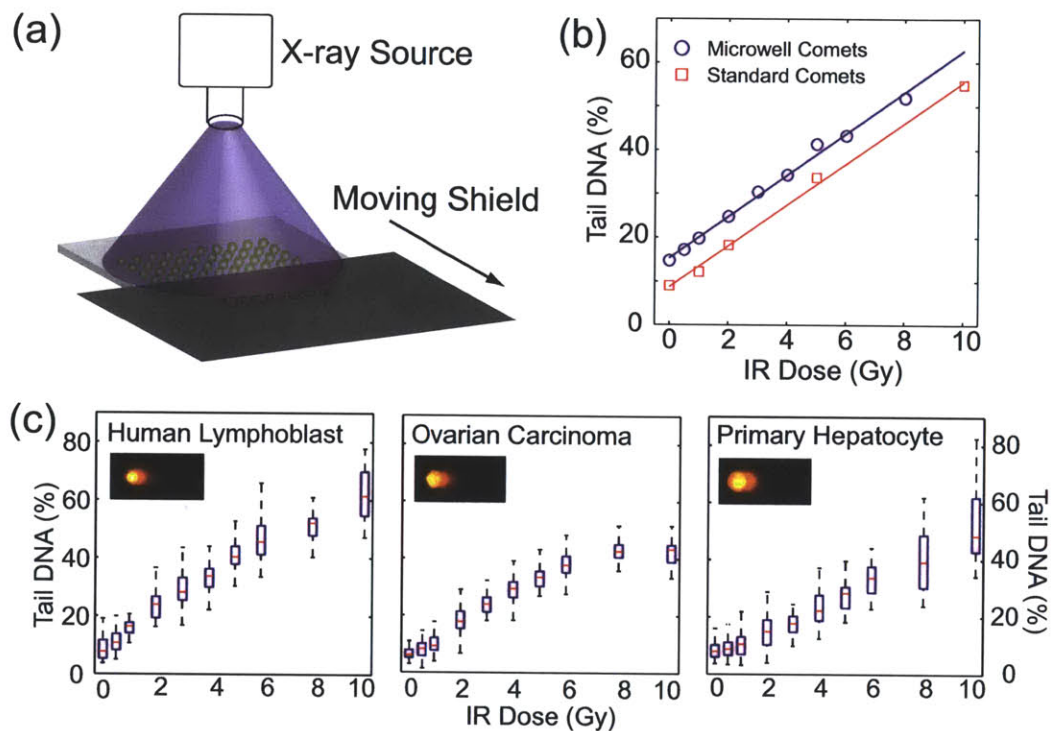 (a)
X-ray Source
Moving Shield
(b)
Microwell Comets
Standard Comets
60
40
20
0
Tail DNA (%)
0 2 4 6 8 10
IR Dose (Gy)
(c)
Human Lymphoblast
Ovarian Carcinoma
Primary Hepatocyte
80
60
40
20
0
Tail DNA (%)
80
60
40
20
0
Tail DNA (%)
0 2 4 6 8 10
0 2 4 6 8 10
0 2 4 6 8 10
IR Dose (Gy)